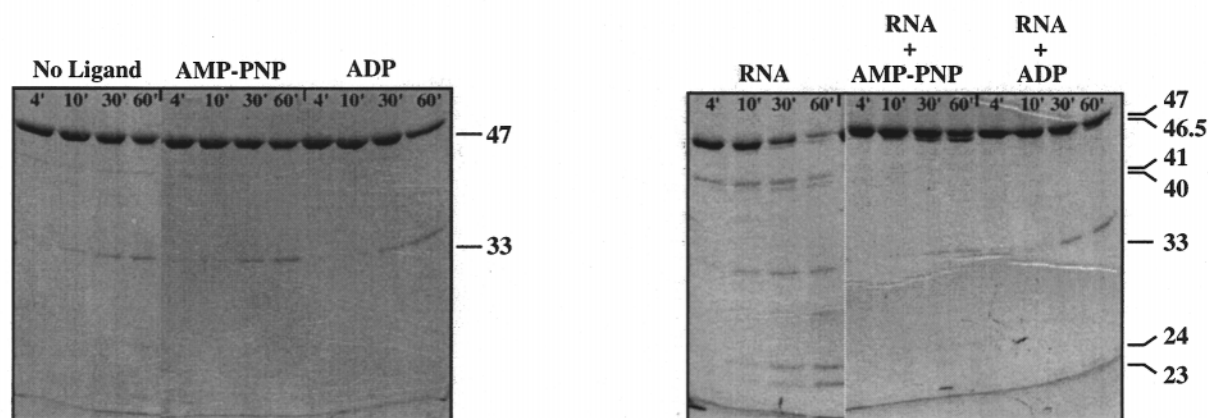 No Ligand AMP-PNP ADP
4' 10' 30' 60' 4' 10' 30' 60' 4' 10' 30' 60'
47
33
RNA RNA
+ +
RNA AMP-PNP ADP
4' 10' 30' 60' 4' 10' 30' 60' 4' 10' 30' 60'
47
46.5
41
40
33
24
23